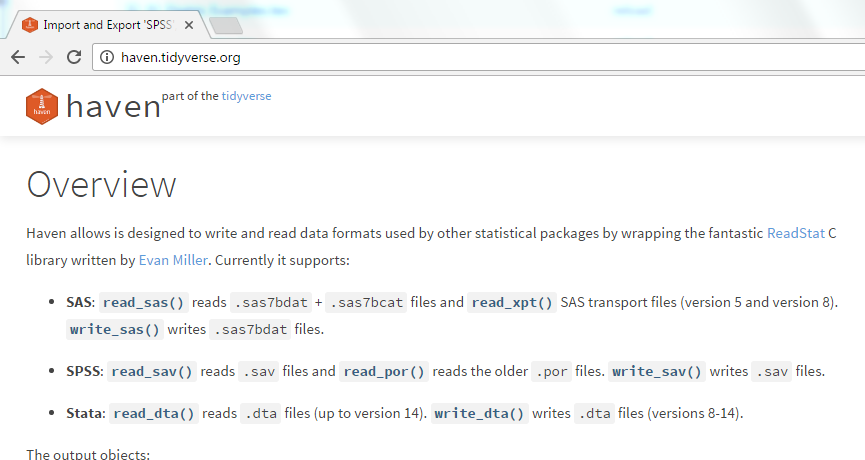 Import and Export 'SPSS'
haven.tidyverse.org
haven part of the tidyverse
Overview
Haven allows is designed to write and read data formats used by other statistical packages by wrapping the fantastic ReadStat C
library written by Evan Miller. Currently it supports:
• SAS: read_sas() reads .sas7bdat + .sas7bcat files and read_xpt() SAS transport files (version 5 and version 8).
write_sas() writes .sas7bdat files.
• SPSS: read_sav() reads .sav files and read_por() reads the older .por files. write_sav() writes .sav files.
• Stata: read_dta() reads .dta files (up to version 14). write_dta() writes .dta files (versions 8-14).
The output objects: